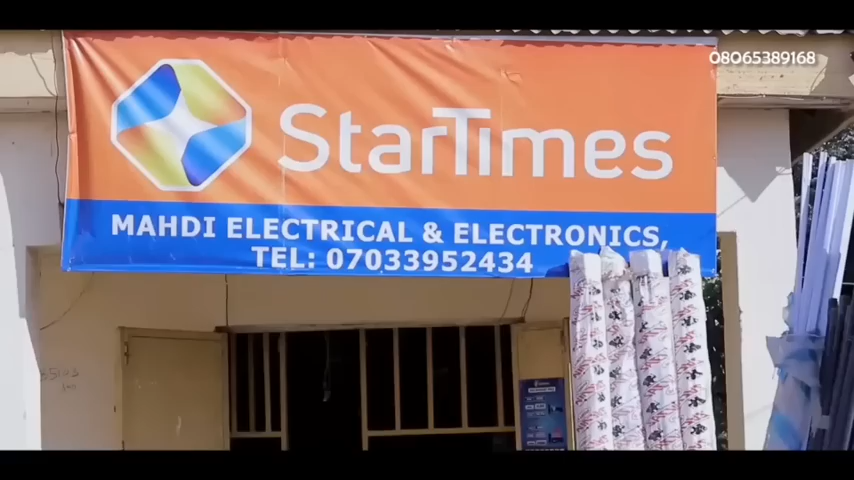 08065389168
StarTimes
MAHDI ELECTRICAL & ELECTRONICS,
TEL: 07033952434